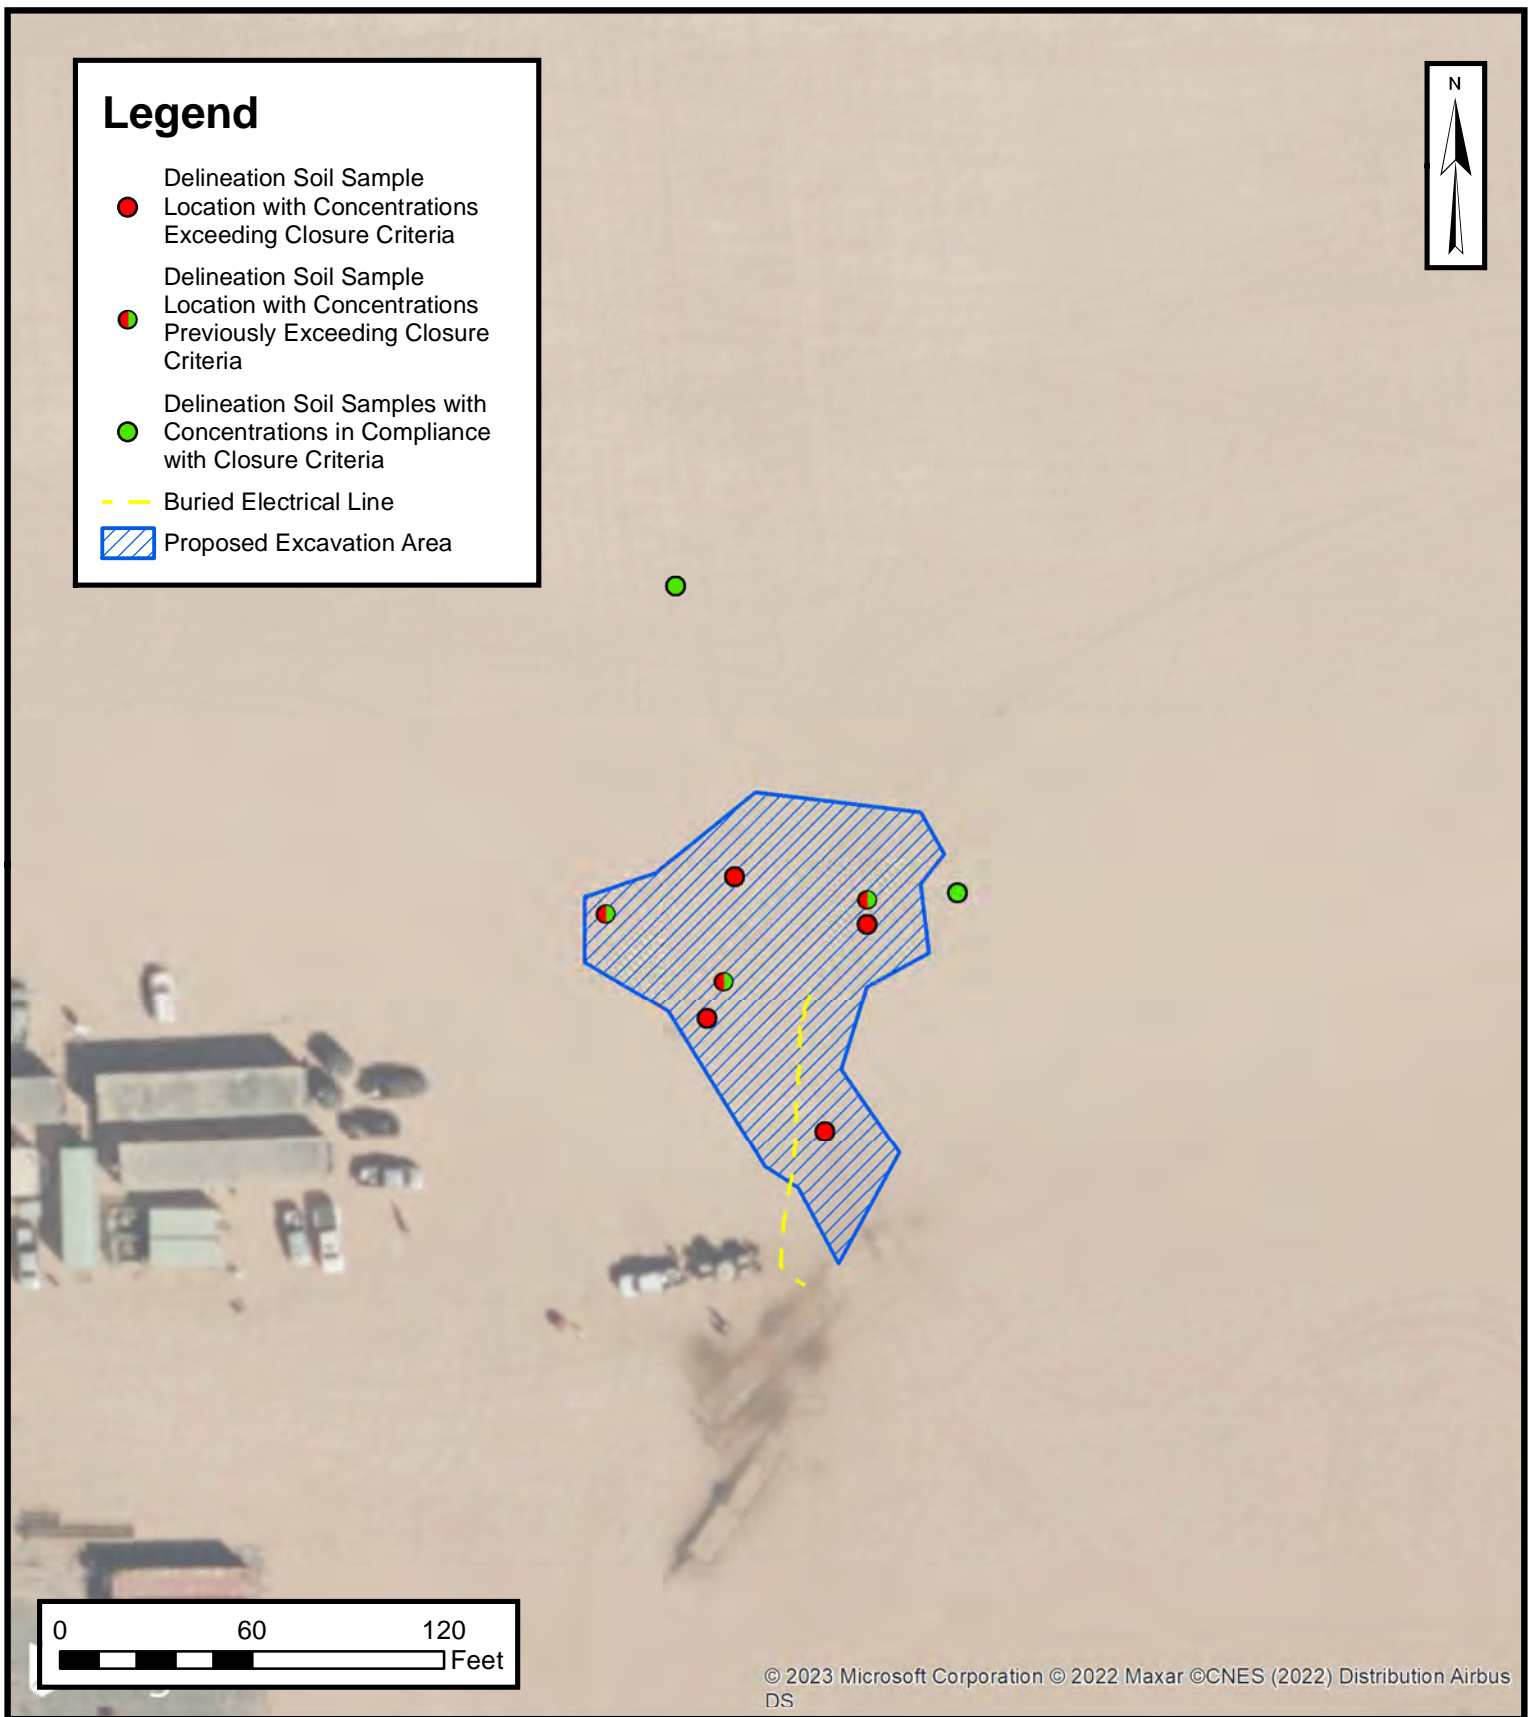 Legend
Delineation Soil Sample
Location with Concentrations
Exceeding Closure Criteria
Delineation Soil Sample
Location with Concentrations
Previously Exceeding Closure
Criteria
Delineation Soil Samples with
Concentrations in Compliance
with Closure Criteria
Buried Electrical Line
Proposed Excavation Area
N
0 60 120
Feet
© 2023 Microsoft Corporation © 2022 Maxar ©CNES (2022) Distribution Airbus
DS